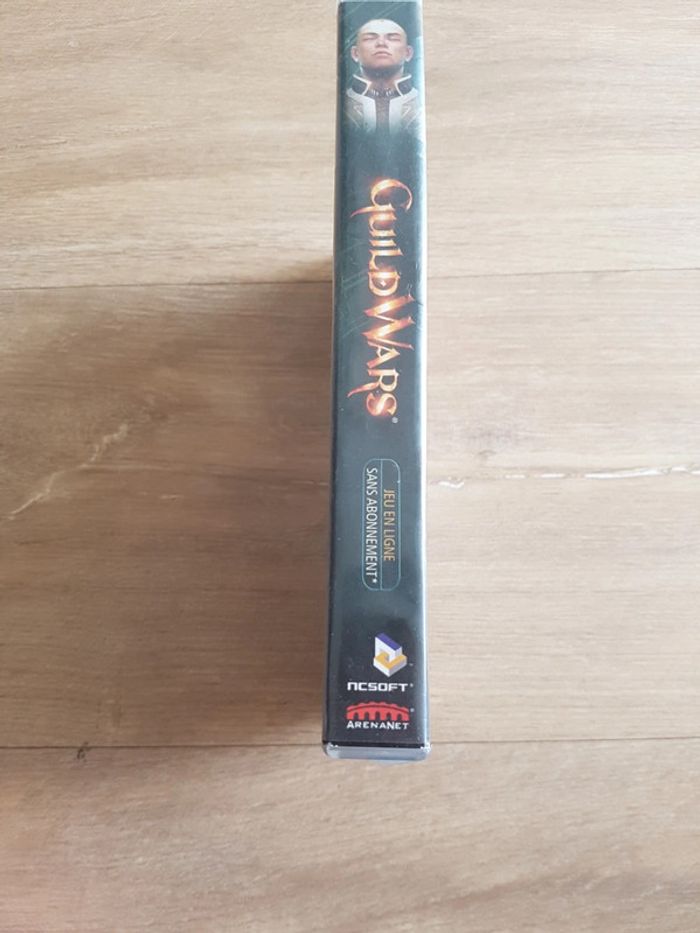 GUILD WARS®
JEU EN LIGNE
SANS ABONNEMENT*
NCSOFT®
ARENANET®